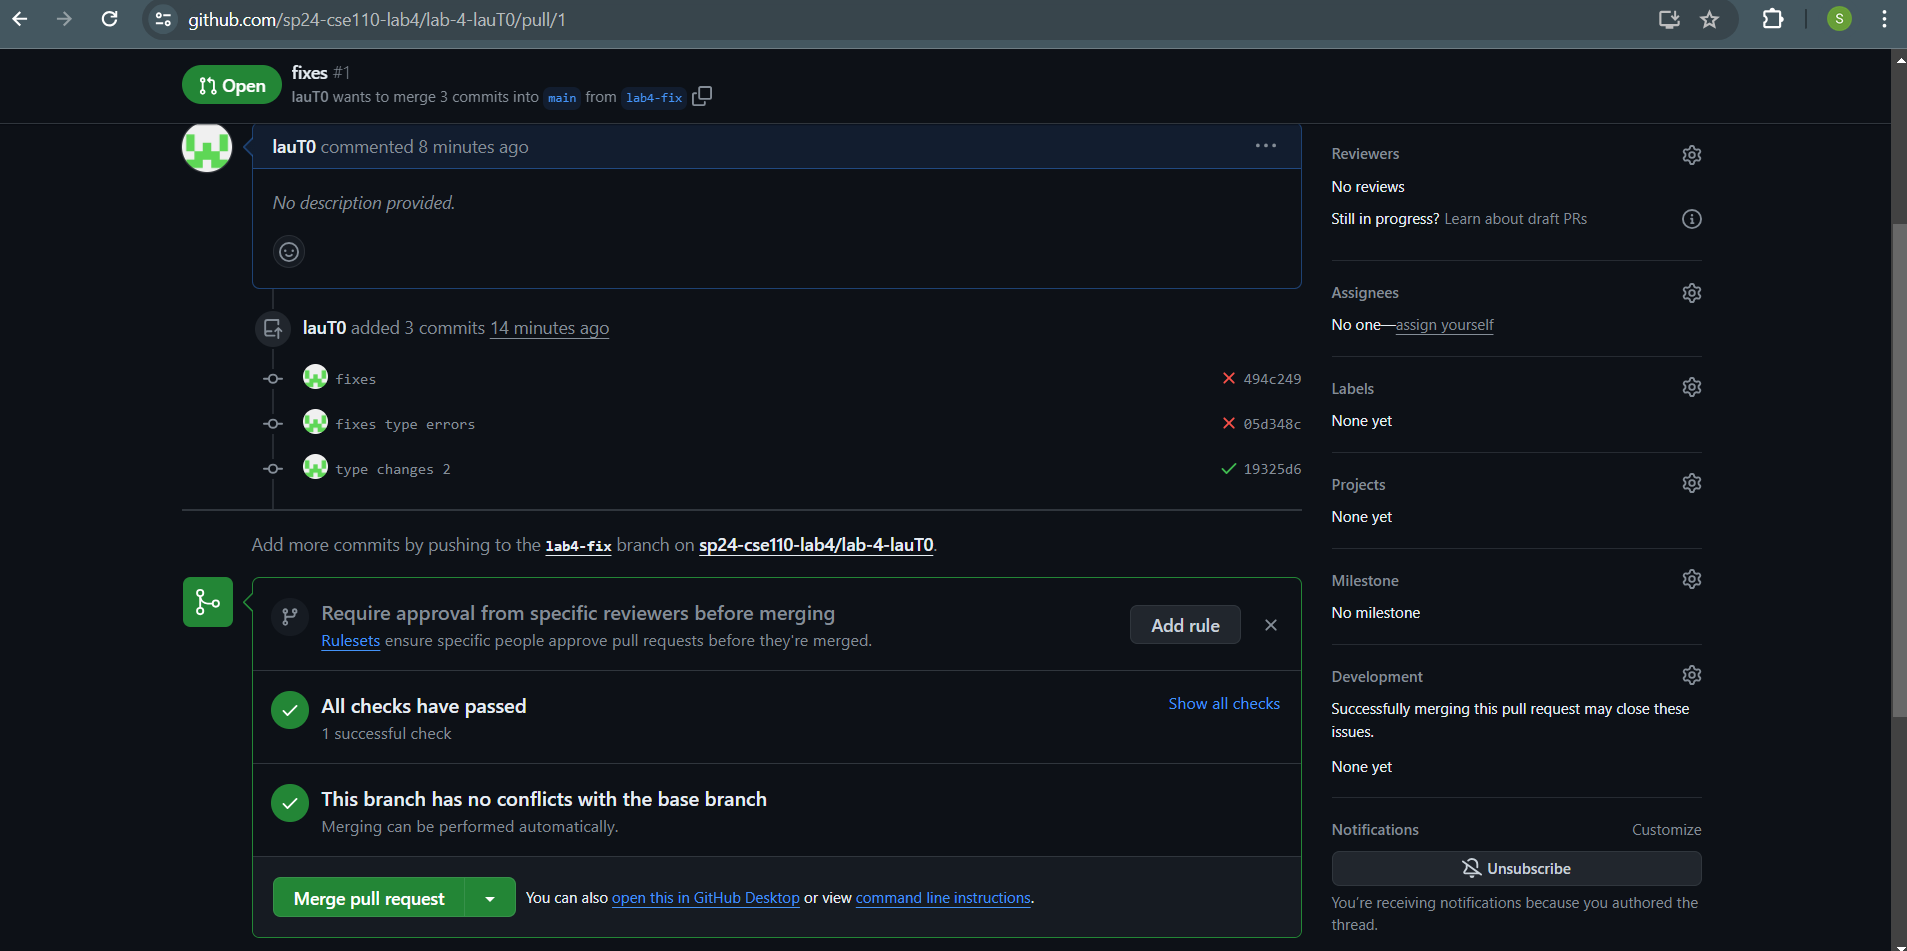 github.com/sp24-cse110-lab4/lab-4-lauT0/pull/1
S
Open
fixes #1
lauT0 wants to merge 3 commits into main from lab4-fix
lauT0 commented 8 minutes ago
No description provided.
lauT0 added 3 commits 14 minutes ago
fixes
494c249
fixes type errors
05d348c
type changes 2
19325d6
Add more commits by pushing to the lab4-fix branch on sp24-cse110-lab4/lab-4-lauT0.
Require approval from specific reviewers before merging
Rulesets ensure specific people approve pull requests before they're merged.
Add rule
All checks have passed
1 successful check
Show all checks
This branch has no conflicts with the base branch
Merging can be performed automatically.
Merge pull request
You can also open this in GitHub Desktop or view command line instructions.
Reviewers
No reviews
Still in progress? Learn about draft PRs
Assignees
No one—assign yourself
Labels
None yet
Projects
None yet
Milestone
No milestone
Development
Successfully merging this pull request may close these
issues.
None yet
Notifications
Customize
Unsubscribe
You're receiving notifications because you authored the
thread.